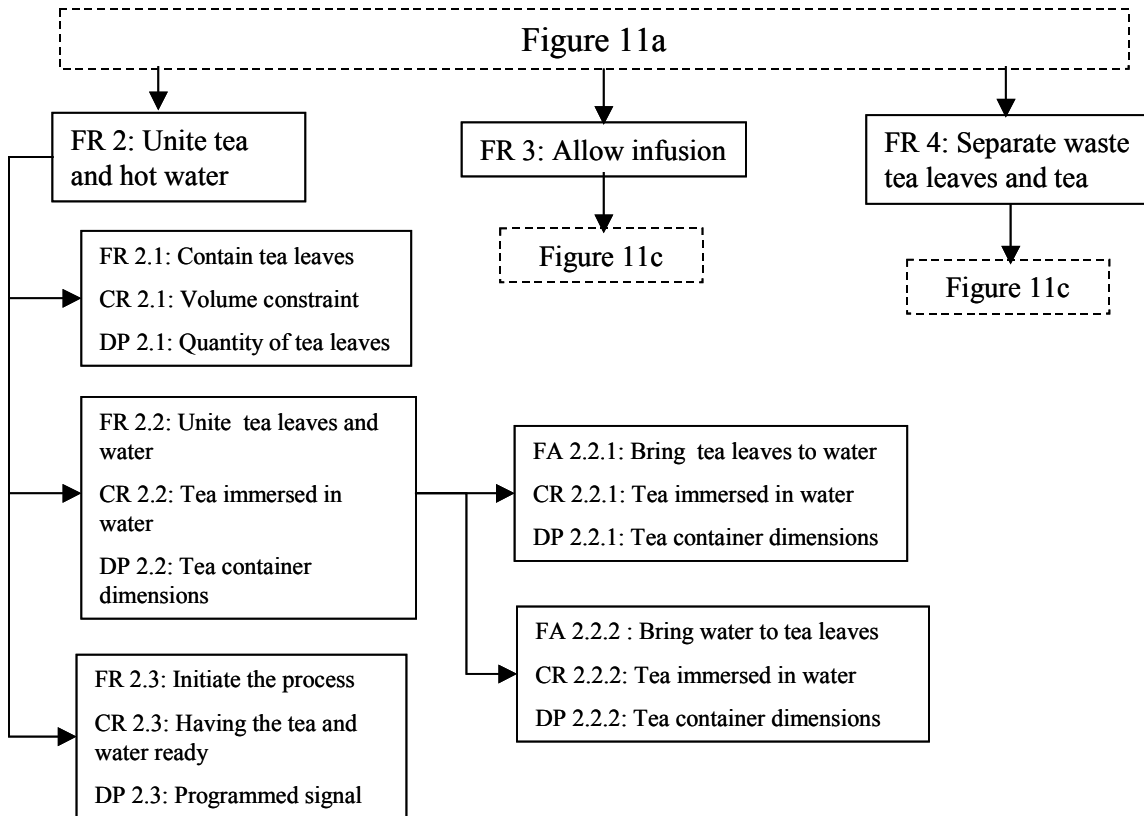 Figure 11a
FR 2: Unite tea
and hot water
FR 3: Allow infusion
FR 4: Separate waste
tea leaves and tea
Figure 11c
Figure 11c
FR 2.1: Contain tea leaves
CR 2.1: Volume constraint
DP 2.1: Quantity of tea leaves
FR 2.2: Unite tea leaves and
water
CR 2.2: Tea immersed in
water
DP 2.2: Tea container
dimensions
FA 2.2.1: Bring tea leaves to water
CR 2.2.1: Tea immersed in water
DP 2.2.1: Tea container dimensions
FA 2.2.2 : Bring water to tea leaves
CR 2.2.2: Tea immersed in water
DP 2.2.2: Tea container dimensions
FR 2.3: Initiate the process
CR 2.3: Having the tea and
water ready
DP 2.3: Programmed signal